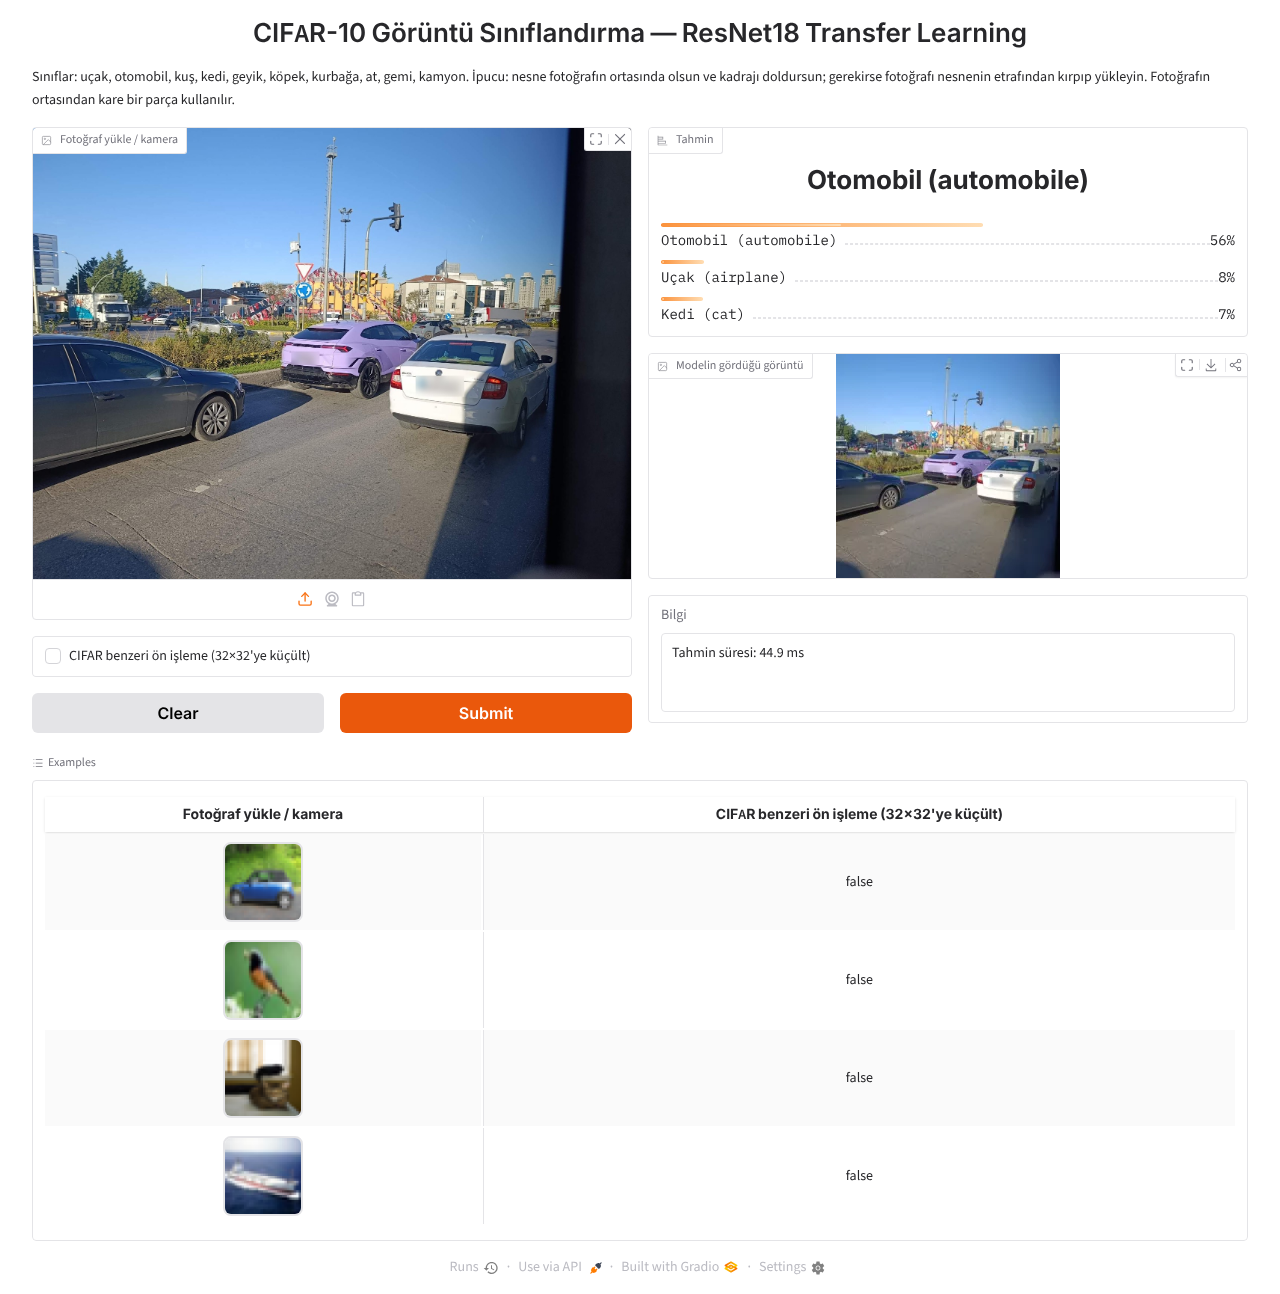 CIFAR-10 Görüntü Sınıflandırma — ResNet18 Transfer Learning
Sınıflar: uçak, otomobil, kuş, kedi, geyik, köpek, kurbağa, at, gemi, kamyon. İpucu: nesne fotoğrafın ortasında olsun ve kadrajı doldursun; gerekirse fotoğrafı nesnenin etrafından kırpıp yükleyin. Fotoğrafın
ortasından kare bir parça kullanılır.
Fotoğraf yükle / kamera
Tahmin
Otomobil (automobile)
Otomobil (automobile) 56%
Uçak (airplane) 8%
Kedi (cat) 7%
Modelin gördüğü görüntü
Bilgi
Tahmin süresi: 44.9 ms
CIFAR benzeri ön işleme (32×32'ye küçült)
Clear
Submit
Examples
Fotoğraf yükle / kamera
CIFAR benzeri ön işleme (32×32'ye küçült)
false
false
false
false
Runs · Use via API · Built with Gradio · Settings